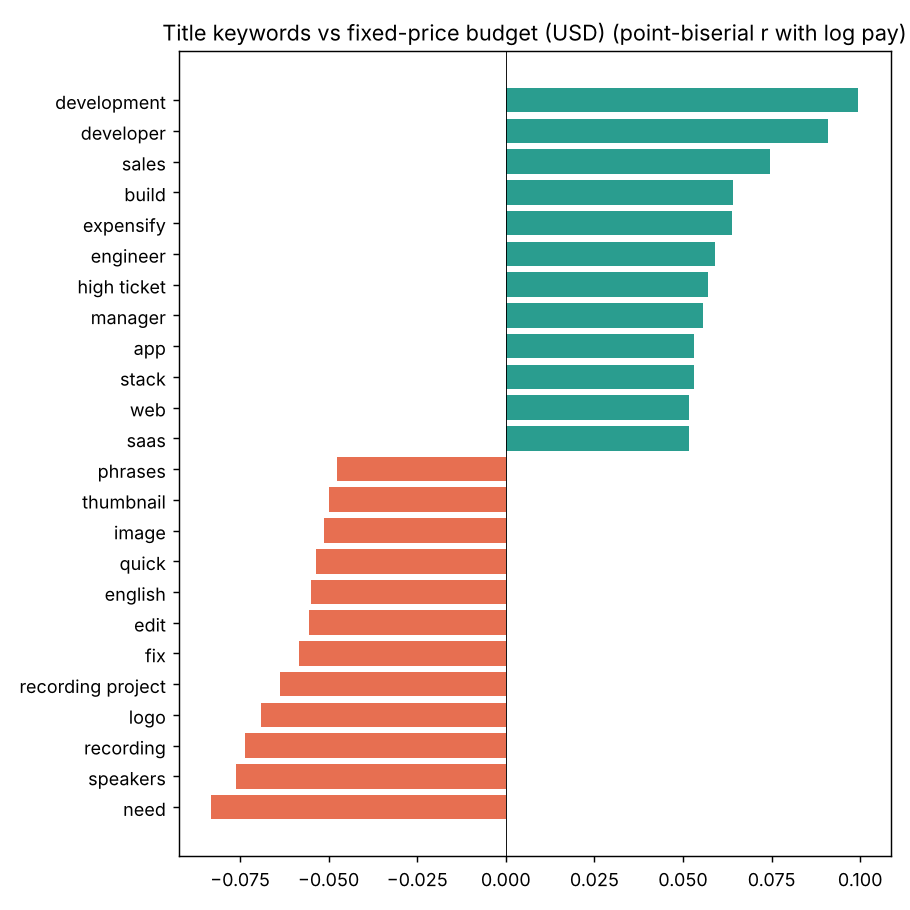 Title keywords vs fixed-price budget (USD) (point-biserial r with log pay)
development
developer
sales
build
expensify
engineer
high ticket
manager
app
stack
web
saas
phrases
thumbnail
image
quick
english
edit
fix
recording project
logo
recording
speakers
need
−0.075 −0.050 −0.025 0.000 0.025 0.050 0.075 0.100